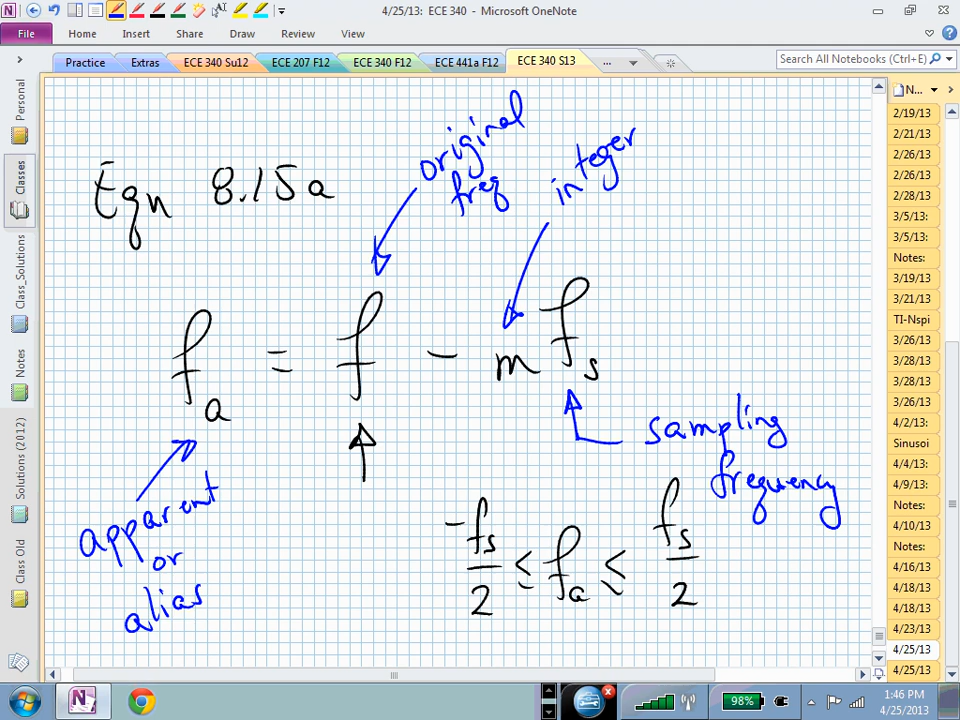 4/25/13: ECE 340 - Microsoft OneNote
File Home Insert Share Draw Review View
Practice Extras ECE 340 Su12 ECE 207 F12 ECE 340 F12 ECE 441a F12 ECE 340 S13 ...
Search All Notebooks (Ctrl+E)
Personal
Classes
Class_Solutions
Notes
Solutions (2012)
Class Old
Eqn 8.15a
original
freq
integer
f_a = f - m f_s
apparent
or
alias
sampling
frequency
-f_s/2 ≤ f_a ≤ f_s/2
N...
2/19/13
2/21/13
2/26/13
2/26/13
2/28/13
3/5/13:
3/5/13:
Notes:
3/19/13
3/21/13
TI-Nspi
3/26/13
3/28/13
3/28/13
3/26/13
4/2/13:
Sinusoi
4/4/13:
4/9/13:
Notes:
4/10/13
Notes:
4/16/13
4/18/13
4/18/13
4/23/13
4/25/13
4/25/13
98%
1:46 PM
4/25/2013